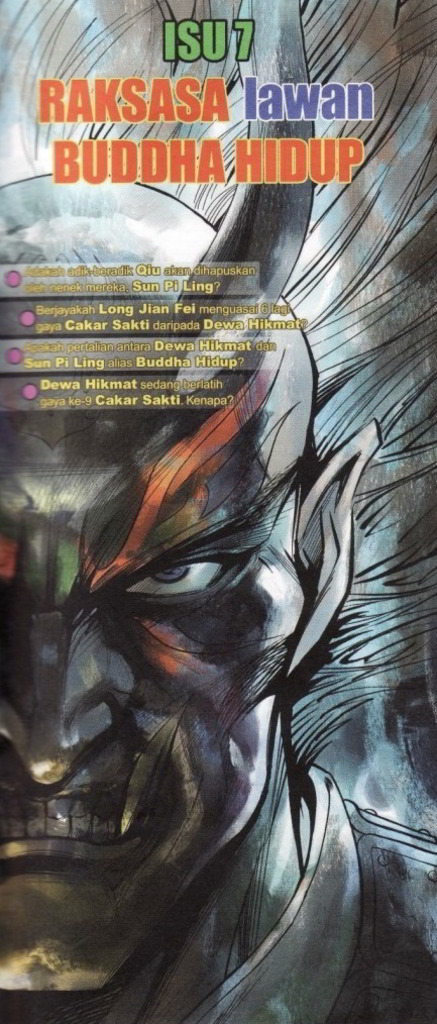 ISU 7
RAKSASA lawan
BUDDHA HIDUP
Adakah adik-beradik Qiu akan dihapuskan
oleh nenek mereka, Sun Pi Ling?
Berjayakah Long Jian Fei menguasai 6 lagi
gaya Cakar Sakti daripada Dewa Hikmat?
Apakah pertalian antara Dewa Hikmat dan
Sun Pi Ling alias Buddha Hidup?
Dewa Hikmat sedang berlatih
gaya ke-9 Cakar Sakti. Kenapa?